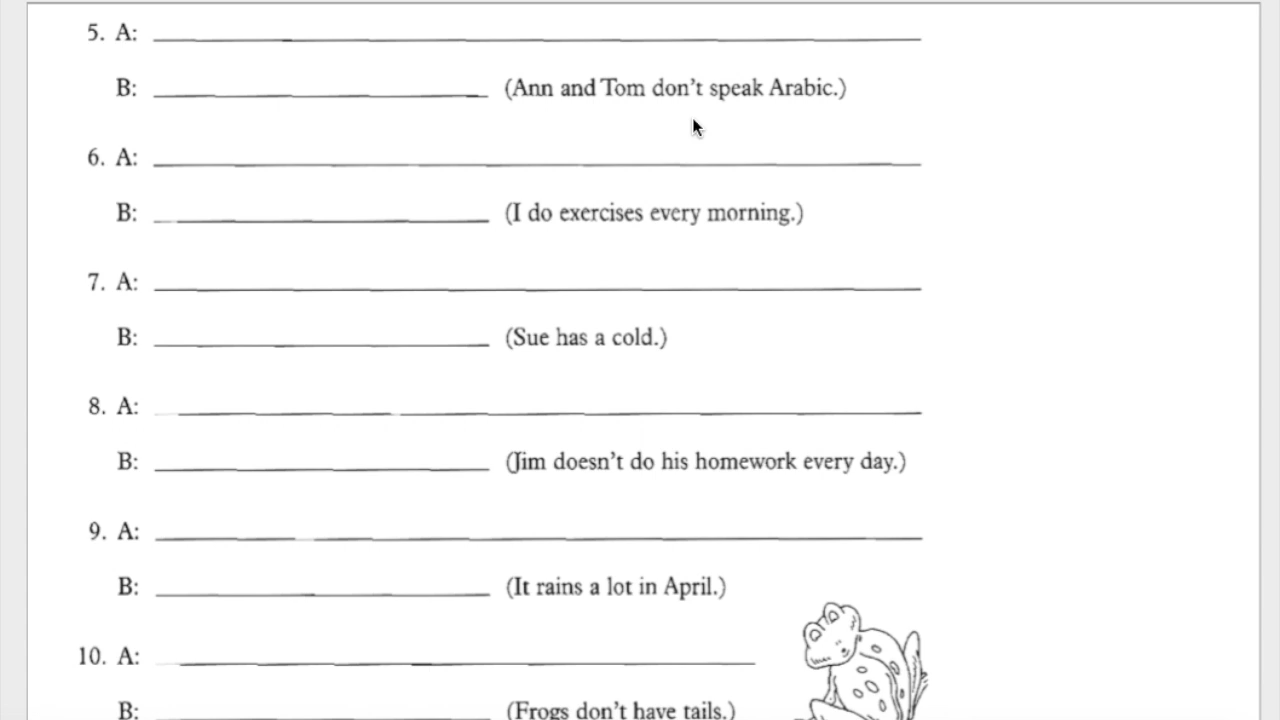 5. A:
B: (Ann and Tom don't speak Arabic.)
6. A:
B: (I do exercises every morning.)
7. A:
B: (Sue has a cold.)
8. A:
B: (Jim doesn't do his homework every day.)
9. A:
B: (It rains a lot in April.)
10. A:
B: (Frogs don't have tails.)